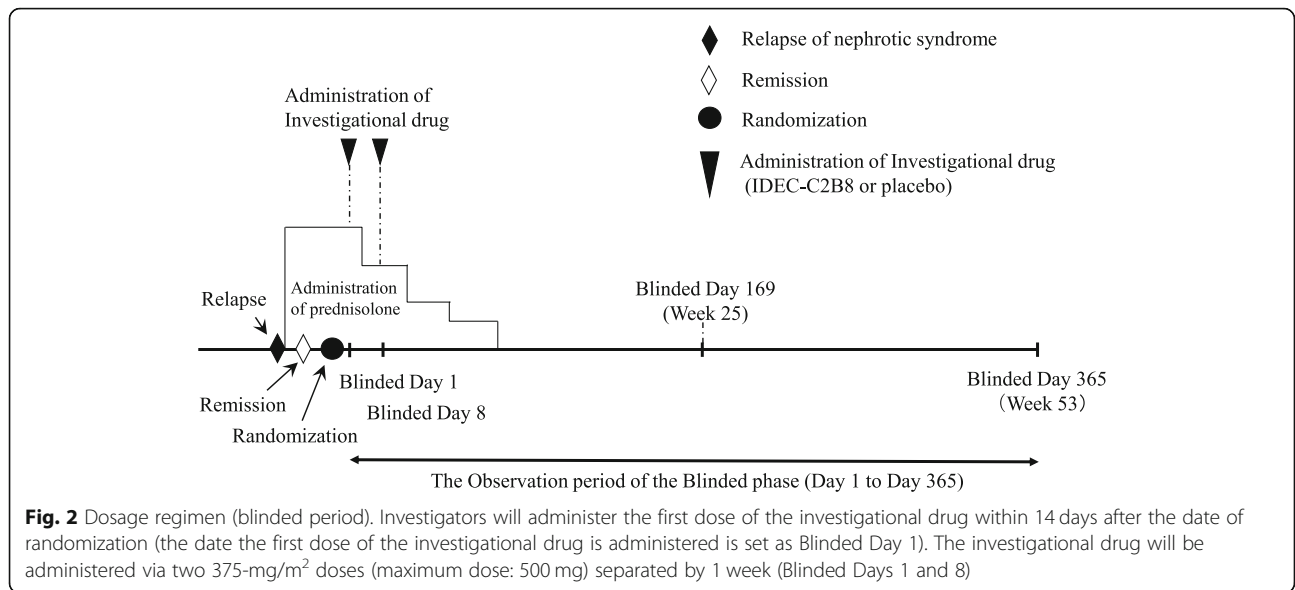 Relapse of nephrotic syndrome
Remission
Randomization
Administration of Investigational drug
(IDEC-C2B8 or placebo)
Administration of
Investigational drug
Administration
of prednisolone
Relapse
Remission
Randomization
Blinded Day 1
Blinded Day 8
Blinded Day 169
(Week 25)
Blinded Day 365
(Week 53)
The Observation period of the Blinded phase (Day 1 to Day 365)
Fig. 2 Dosage regimen (blinded period). Investigators will administer the first dose of the investigational drug within 14 days after the date of
randomization (the date the first dose of the investigational drug is administered is set as Blinded Day 1). The investigational drug will be
administered via two 375-mg/m² doses (maximum dose: 500 mg) separated by 1 week (Blinded Days 1 and 8)